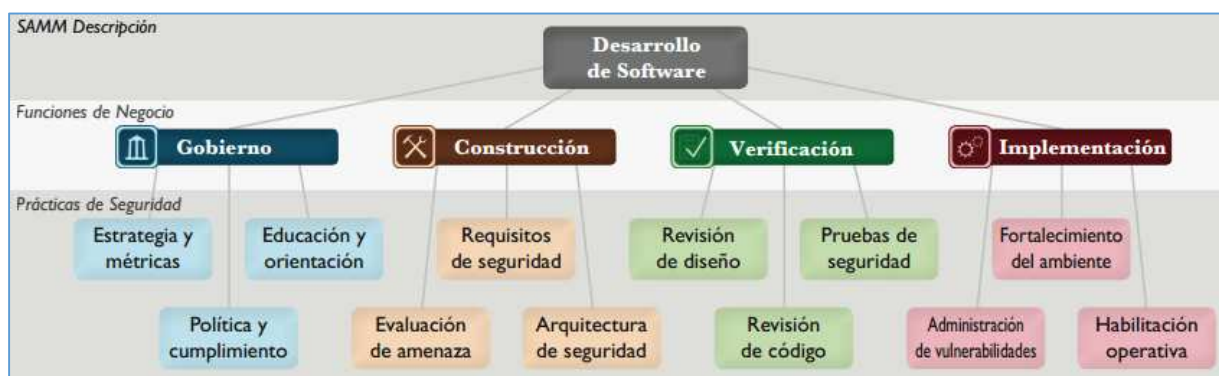 SAMM Descripción
Desarrollo
de Software
Funciones de Negocio
Gobierno
Construcción
Verificación
Implementación
Prácticas de Seguridad
Estrategia y
métricas
Educación y
orientación
Requisitos
de seguridad
Revisión
de diseño
Pruebas de
seguridad
Fortalecimiento
del ambiente
Política y
cumplimiento
Evaluación
de amenaza
Arquitectura
de seguridad
Revisión
de código
Administración
de vulnerabilidades
Habilitación
operativa